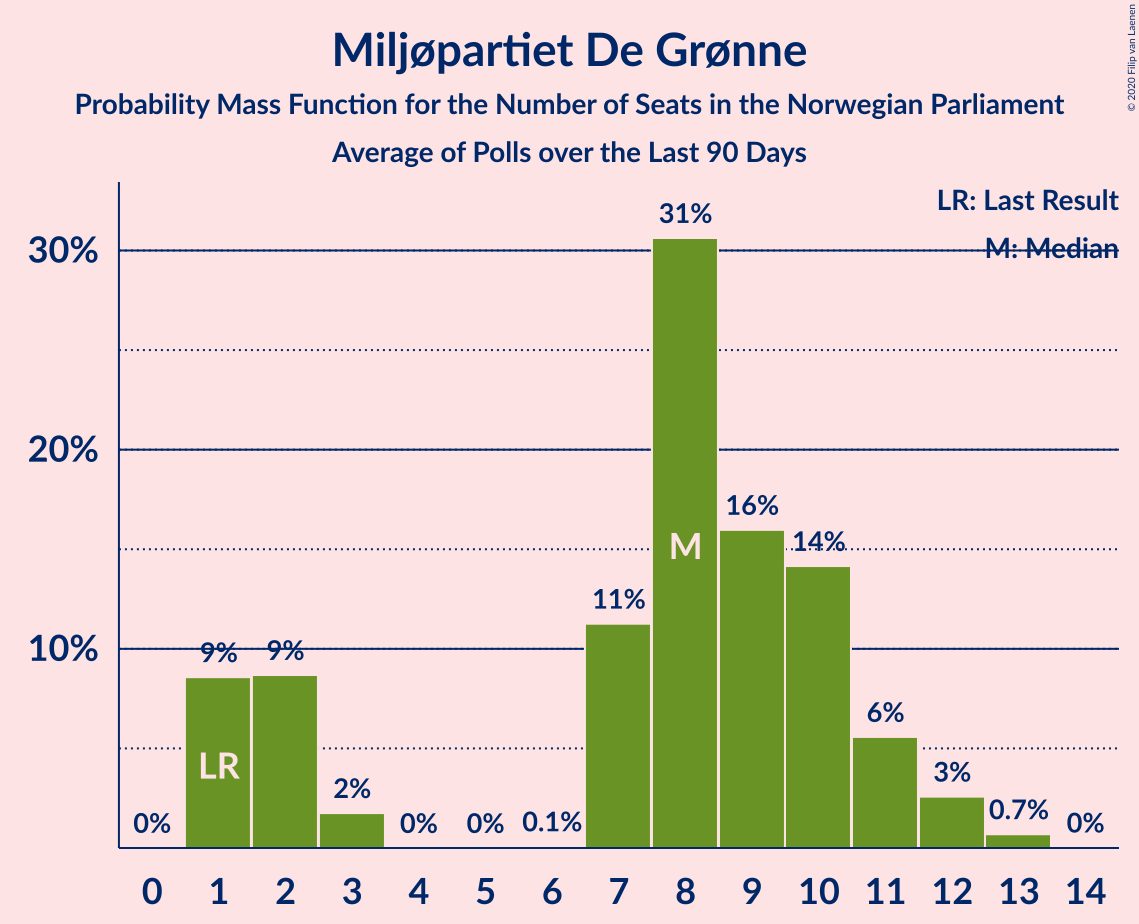 Miljøpartiet De Grønne
Probability Mass Function for the Number of Seats in the Norwegian Parliament
Average of Polls over the Last 90 Days
© 2020 Filip van Laenen
LR: Last Result
M: Median
30%
20%
10%
0%
9%
9%
2%
0%
0%
0.1%
11%
31%
16%
14%
6%
3%
0.7%
0%
LR
M
0 1 2 3 4 5 6 7 8 9 10 11 12 13 14